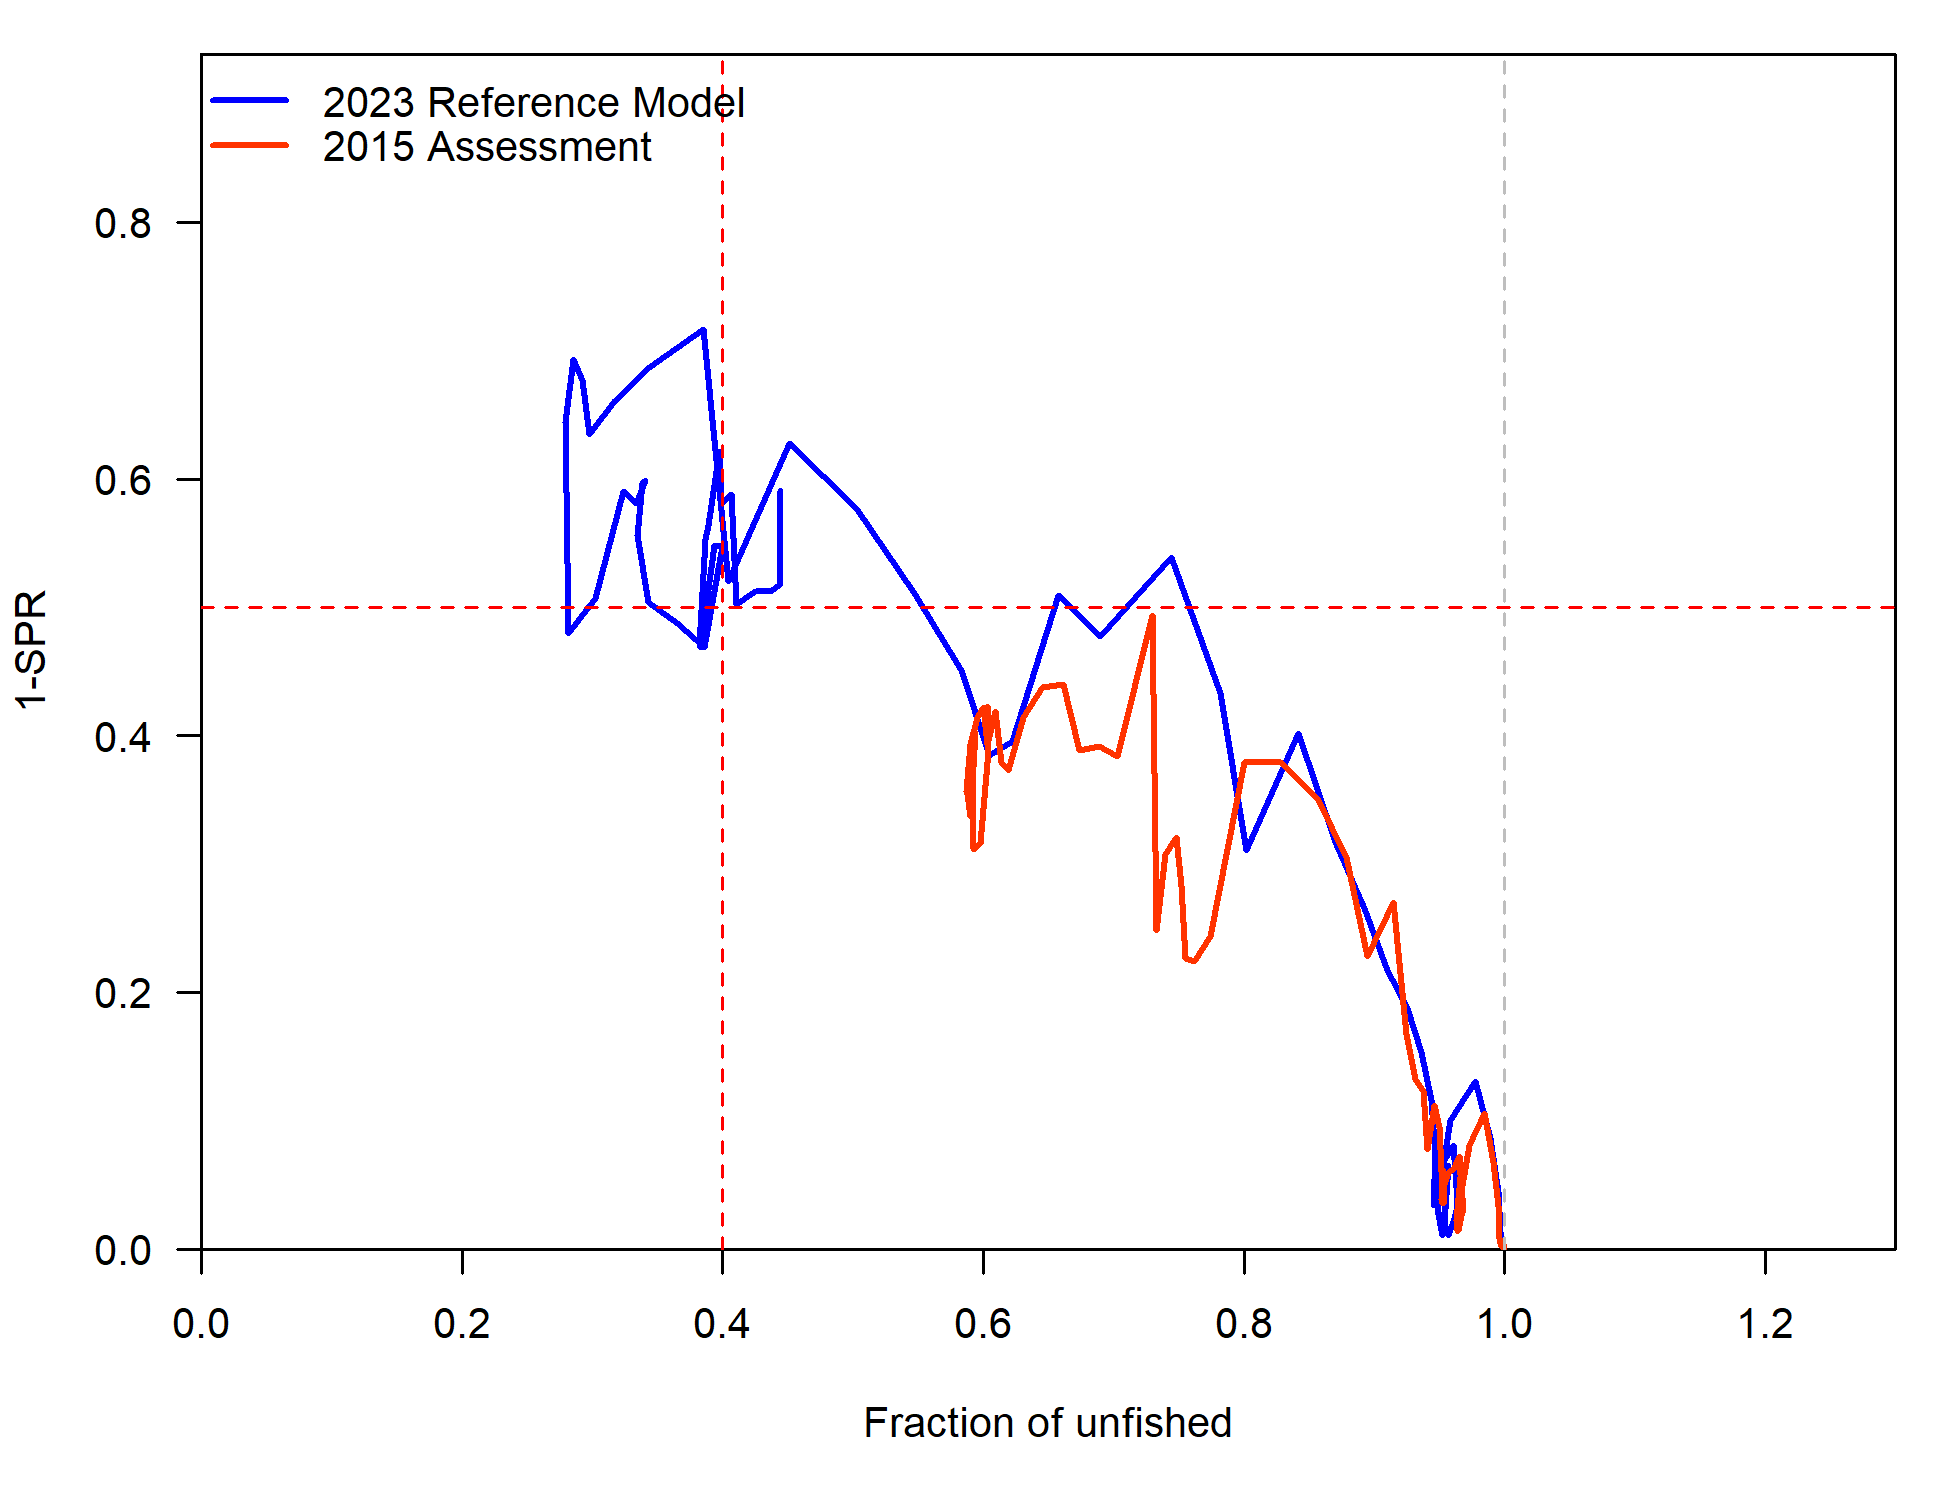 2023 Reference Model
2015 Assessment
0.8
0.6
0.4
0.2
0.0
1-SPR
0.0 0.2 0.4 0.6 0.8 1.0 1.2
Fraction of unfished